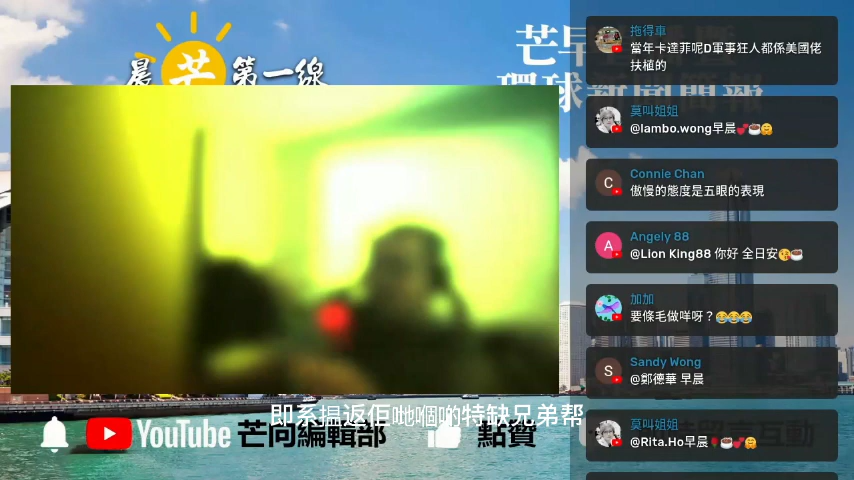 晨芒第一線
拖得車
當年卡達菲呢D軍事狂人都係美國佬
扶植的
莫叫姐姐
@lambo.wong早晨💕☕🤗
Connie Chan
傲慢的態度是五眼的表現
Angely 88
@Lion King88 你好 全日安😘☕
加加
要條毛做咩呀？😂😂😂
Sandy Wong
@鄭德華 早晨
莫叫姐姐
@Rita.Ho早晨🌹☕💕🤗
即系揾返佢哋嗰啲特缺兄弟帮
YouTube 芒向編輯部 點贊